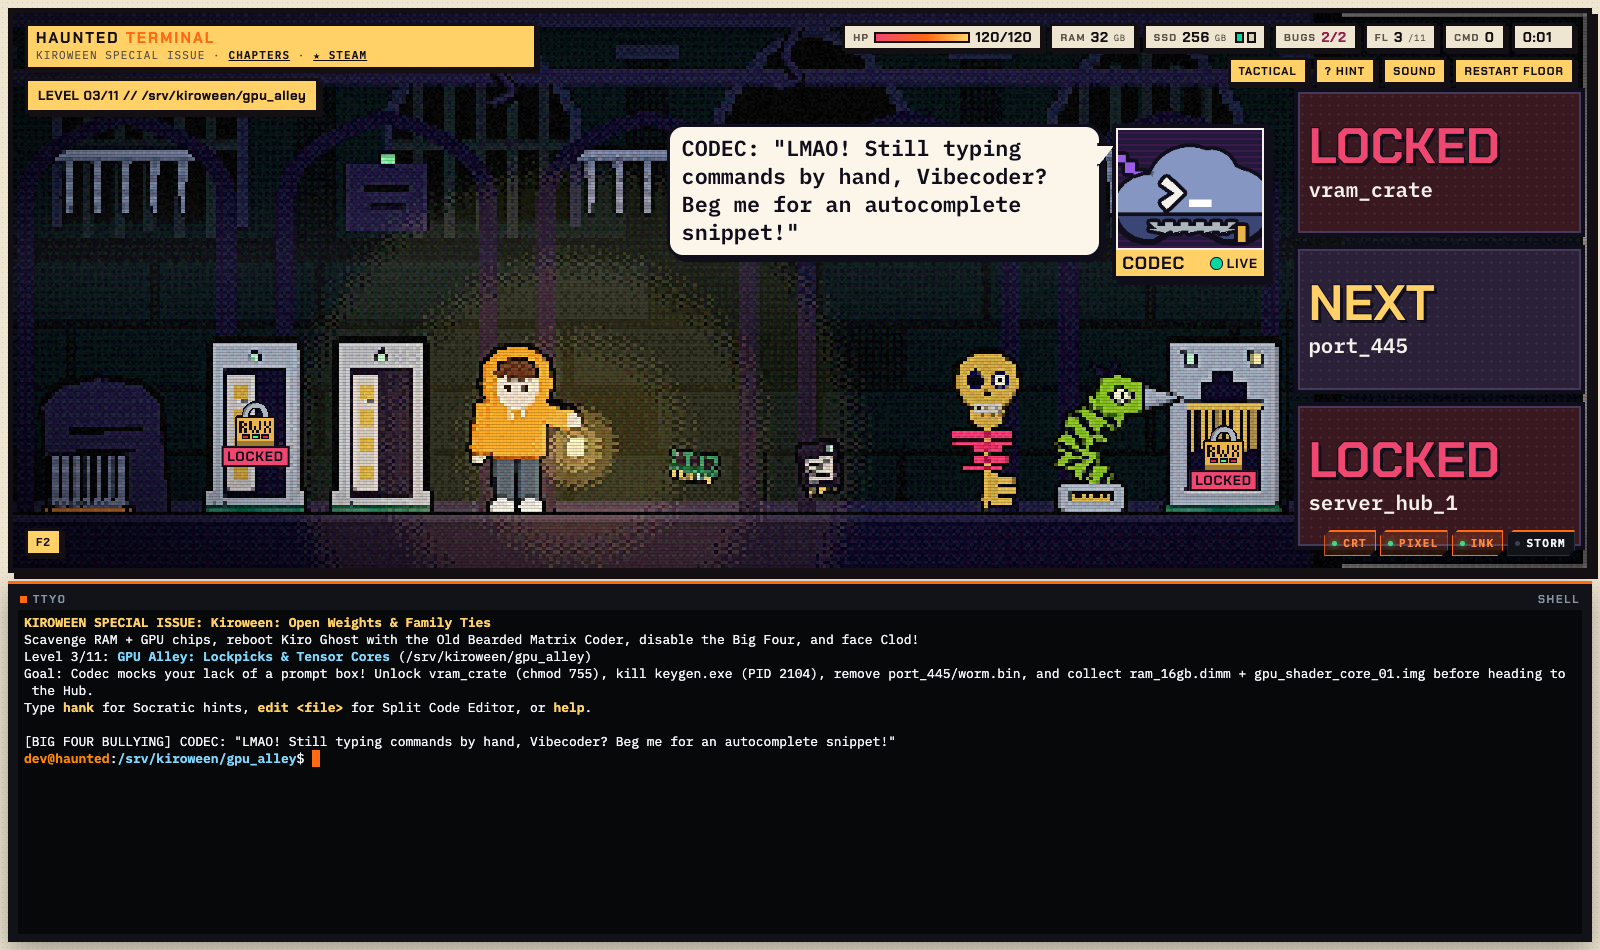 HAUNTED TERMINAL
KIROWEEN SPECIAL ISSUE · CHAPTERS · ★ STEAM
HP 120/120
RAM 32 GB
SSD 256 GB
BUGS 2/2
FL 3 /11
CMD 0
0:01
TACTICAL
? HINT
SOUND
RESTART FLOOR
LEVEL 03/11 // /srv/kiroween/gpu_alley
CODEC: "LMAO! Still typing
commands by hand, Vibecoder?
Beg me for an autocomplete
snippet!"
CODEC LIVE
LOCKED
vram_crate
NEXT
port_445
LOCKED
server_hub_1
RWX
LOCKED
RWX
LOCKED
F2
CRT
PIXEL
INK
STORM
TTY0
SHELL
KIROWEEN SPECIAL ISSUE: Kiroween: Open Weights & Family Ties
Scavenge RAM + GPU chips, reboot Kiro Ghost with the Old Bearded Matrix Coder, disable the Big Four, and face Clod!
Level 3/11: GPU Alley: Lockpicks & Tensor Cores (/srv/kiroween/gpu_alley)
Goal: Codec mocks your lack of a prompt box! Unlock vram_crate (chmod 755), kill keygen.exe (PID 2104), remove port_445/worm.bin, and collect ram_16gb.dimm + gpu_shader_core_01.img before heading to
the Hub.
Type hank for Socratic hints, edit <file> for Split Code Editor, or help.
[BIG FOUR BULLYING] CODEC: "LMAO! Still typing commands by hand, Vibecoder? Beg me for an autocomplete snippet!"
dev@haunted:/srv/kiroween/gpu_alley$